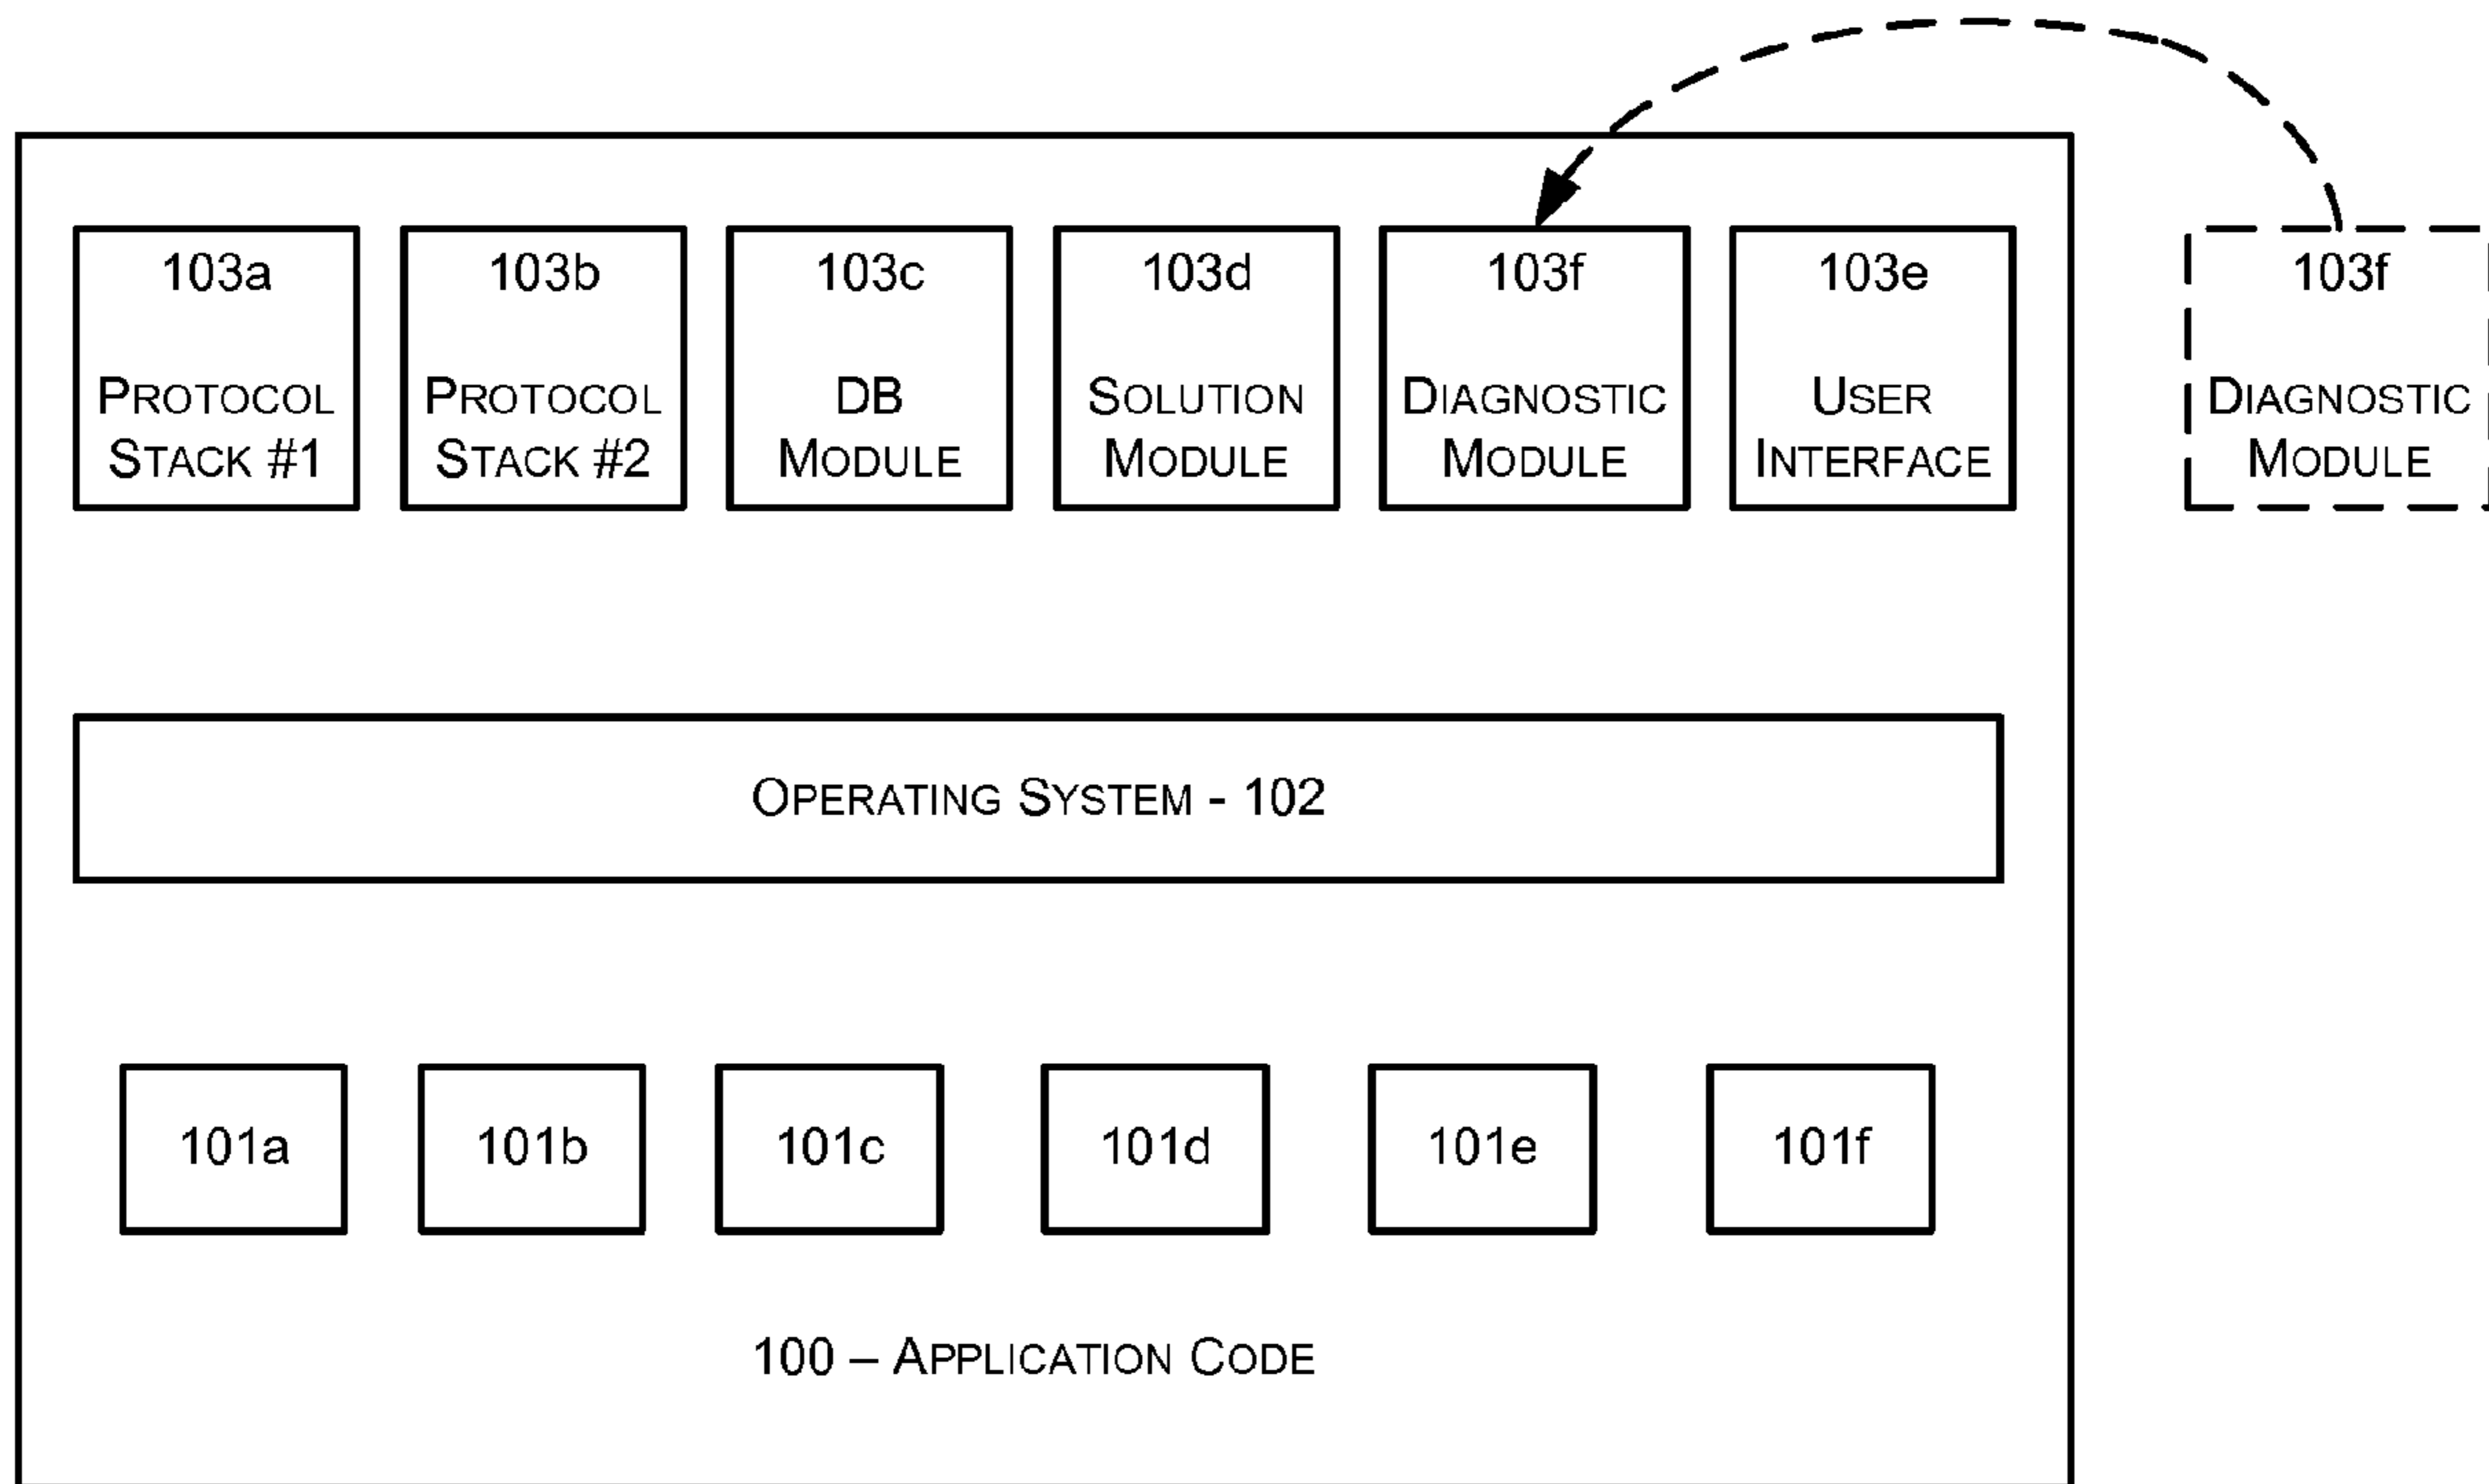 103a
PROTOCOL
STACK #1
103b
PROTOCOL
STACK #2
103c
DB
MODULE
103d
SOLUTION
MODULE
103f
DIAGNOSTIC
MODULE
103e
USER
INTERFACE
103f
DIAGNOSTIC
MODULE
OPERATING SYSTEM - 102
101a
101b
101c
101d
101e
101f
100 – APPLICATION CODE